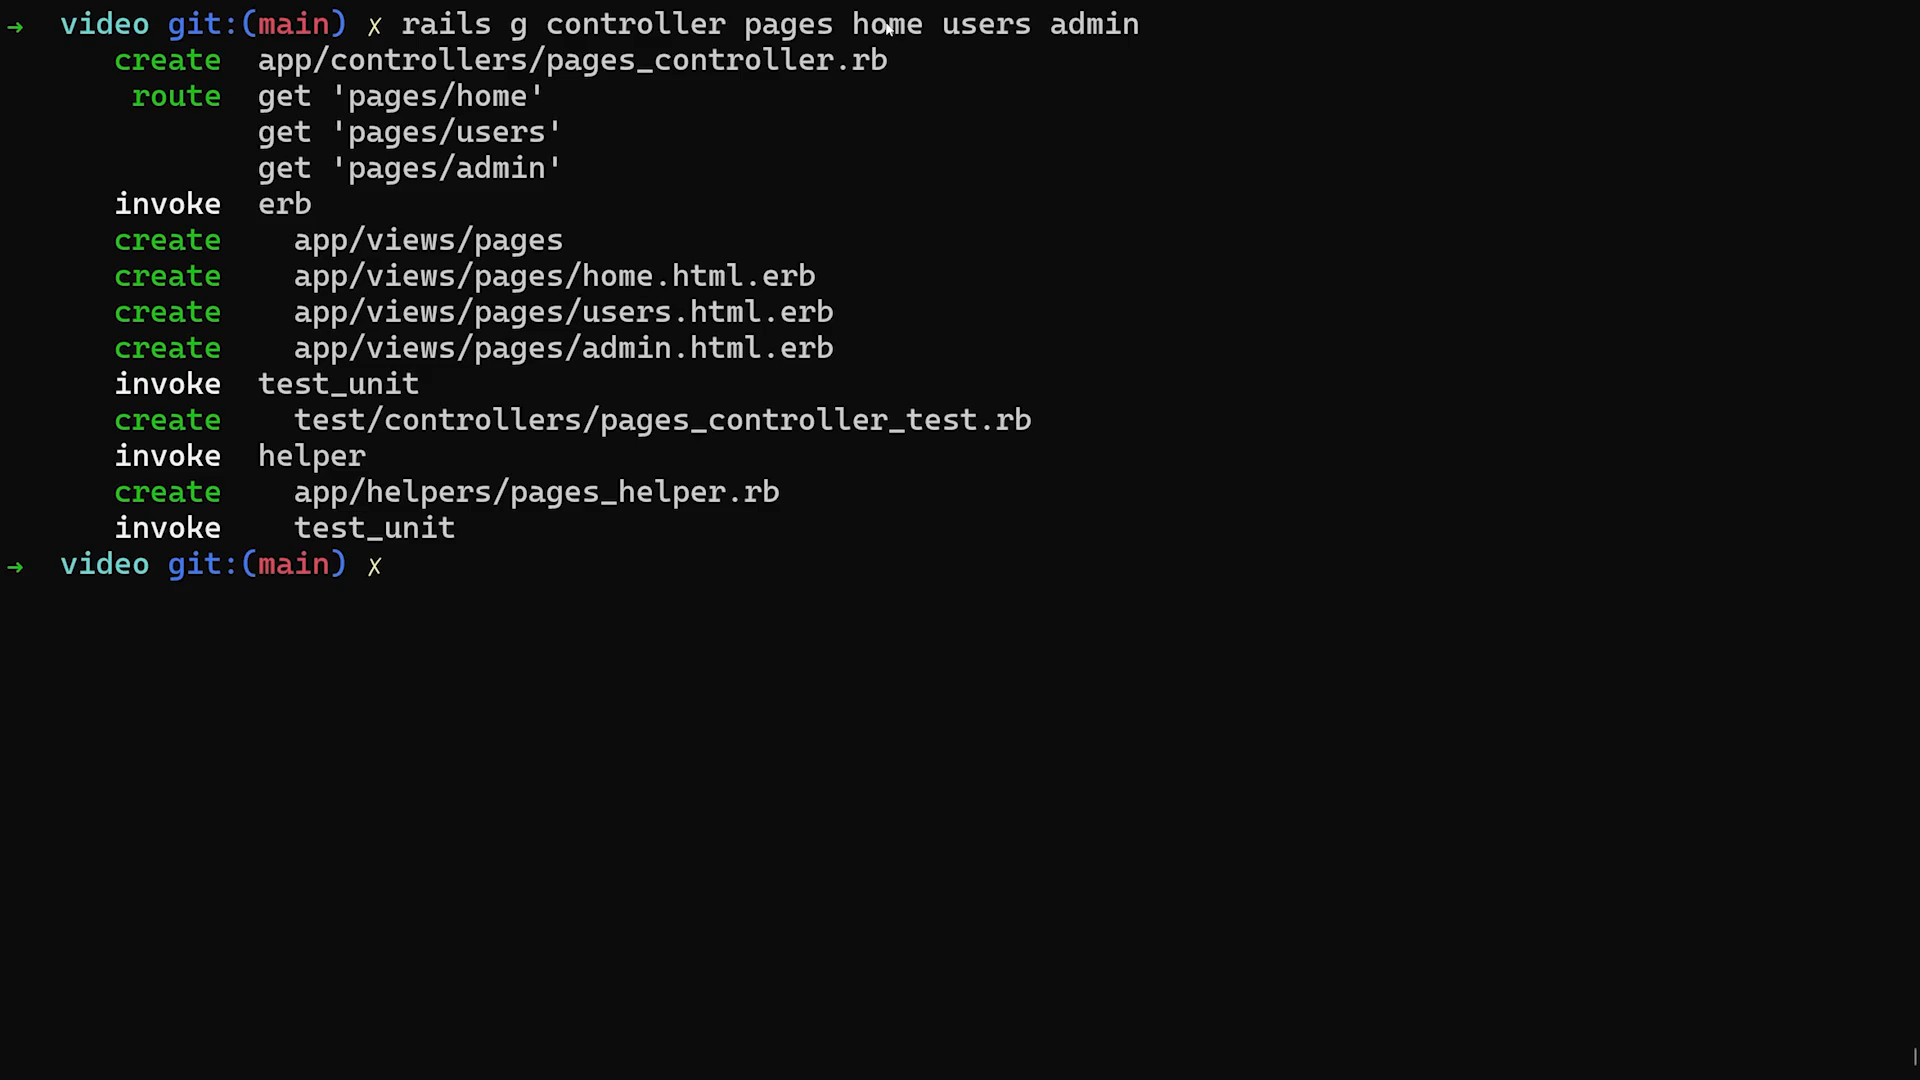 → video git:(main) ✗ rails g controller pages home users admin
create app/controllers/pages_controller.rb
route get 'pages/home'
get 'pages/users'
get 'pages/admin'
invoke erb
create app/views/pages
create app/views/pages/home.html.erb
create app/views/pages/users.html.erb
create app/views/pages/admin.html.erb
invoke test_unit
create test/controllers/pages_controller_test.rb
invoke helper
create app/helpers/pages_helper.rb
invoke test_unit
→ video git:(main) ✗